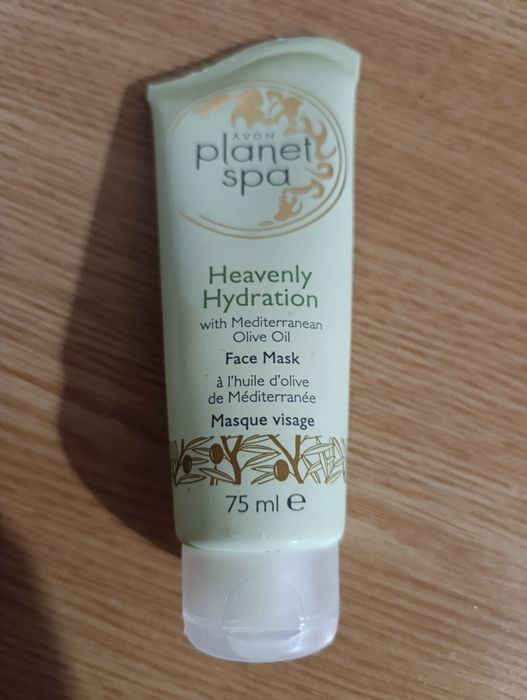 AVON
planet
spa
Heavenly
Hydration
with Mediterranean
Olive Oil
Face Mask
à l'huile d'olive
de Méditerranée
Masque visage
75 ml ℮